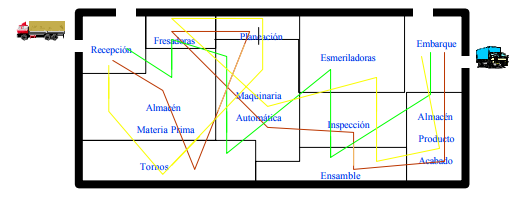 Recepción
Fresadoras
Planeación
Esmeriladoras
Embarque
Almacén
Materia Prima
Maquinaria
Automática
Inspección
Almacén
Producto
Acabado
Tornos
Ensamble